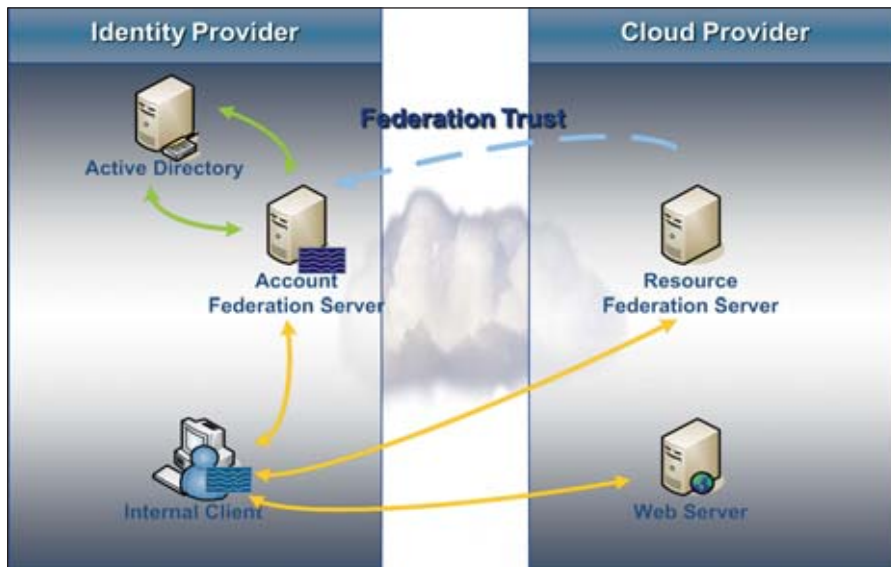 Identity Provider
Cloud Provider
Federation Trust
Active Directory
Account
Federation Server
Resource
Federation Server
Internal Client
Web Server